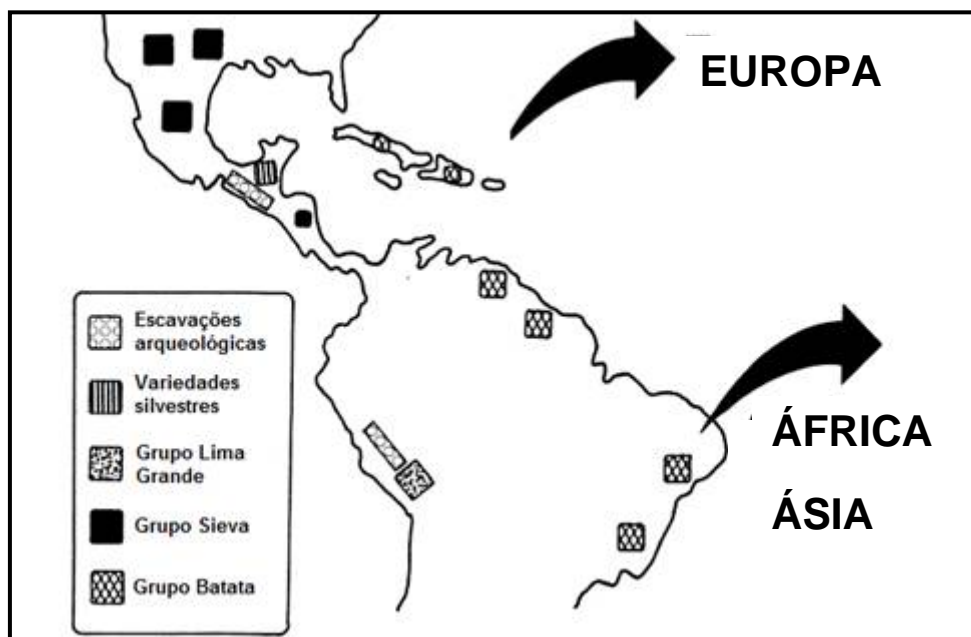 EUROPA
ÁFRICA
ÁSIA
Escavações
arqueológicas
Variedades
silvestres
Grupo Lima
Grande
Grupo Sieva
Grupo Batata